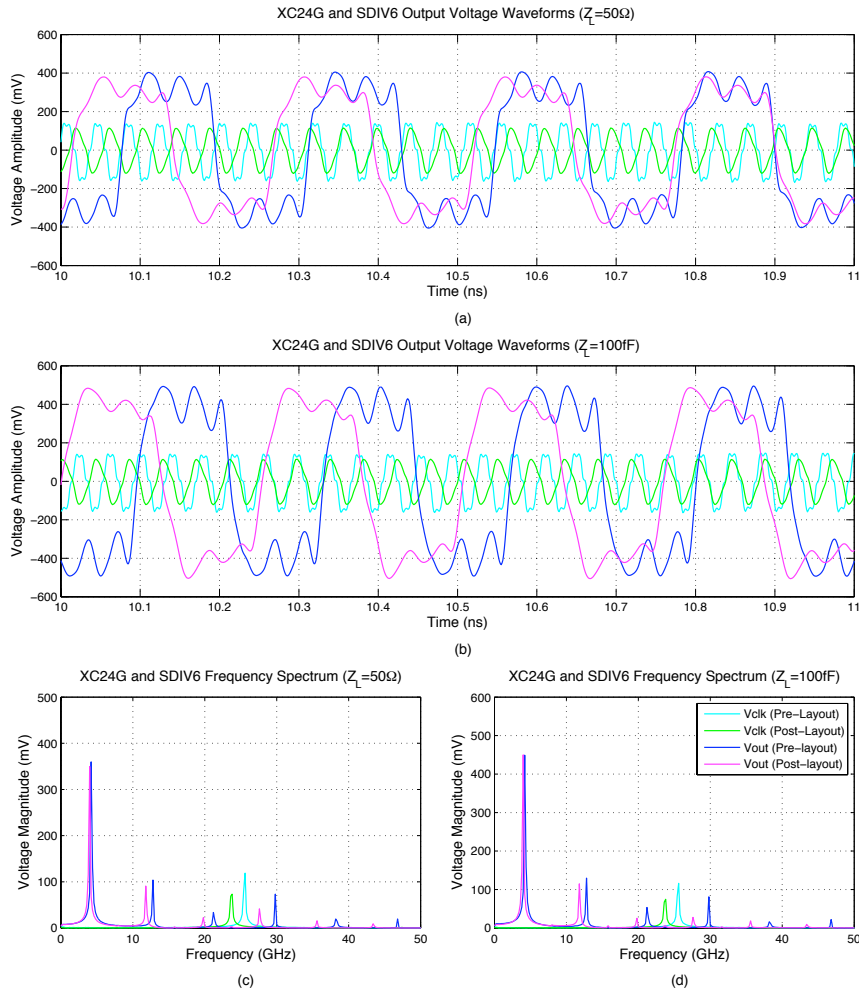 XC24G and SDIV6 Output Voltage Waveforms (Z_L=50Ω)
Voltage Amplitude (mV)
600
400
200
0
−200
−400
−600
10 10.1 10.2 10.3 10.4 10.5 10.6 10.7 10.8 10.9 11
Time (ns)
(a)
XC24G and SDIV6 Output Voltage Waveforms (Z_L=100fF)
Voltage Amplitude (mV)
600
400
200
0
−200
−400
−600
10 10.1 10.2 10.3 10.4 10.5 10.6 10.7 10.8 10.9 11
Time (ns)
(b)
XC24G and SDIV6 Frequency Spectrum (Z_L=50Ω)
Voltage Magnitude (mV)
500
400
300
200
100
0
0 10 20 30 40 50
Frequency (GHz)
(c)
XC24G and SDIV6 Frequency Spectrum (Z_L=100fF)
Voltage Magnitude (mV)
600
500
400
300
200
100
0
Vclk (Pre−Layout)
Vclk (Post−Layout)
Vout (Pre−layout)
Vout (Post−layout)
0 10 20 30 40 50
Frequency (GHz)
(d)